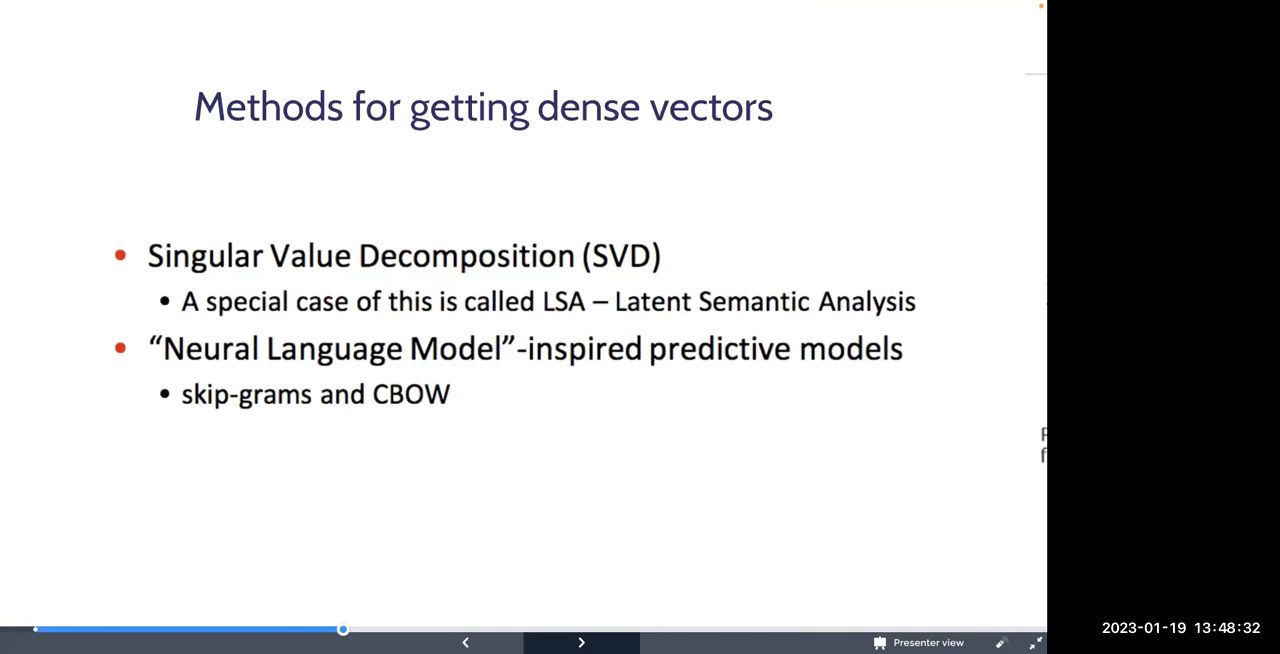 Methods for getting dense vectors
• Singular Value Decomposition (SVD)
• A special case of this is called LSA – Latent Semantic Analysis
• “Neural Language Model”-inspired predictive models
• skip-grams and CBOW
Presenter view
2023-01-19 13:48:32